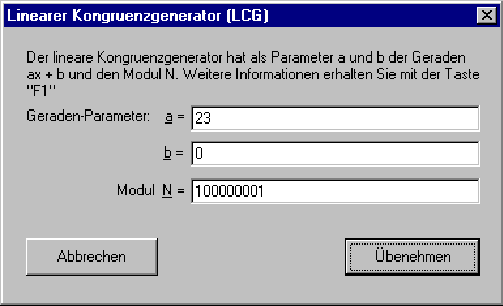 Linearer Kongruenzgenerator (LCG)
Der lineare Kongruenzgenerator hat als Parameter a und b der Geraden
ax + b und den Modul N. Weitere Informationen erhalten Sie mit der Taste
"F1"
Geraden-Parameter: a = 23
b = 0
Modul N = 100000001
Abbrechen Übenehmen